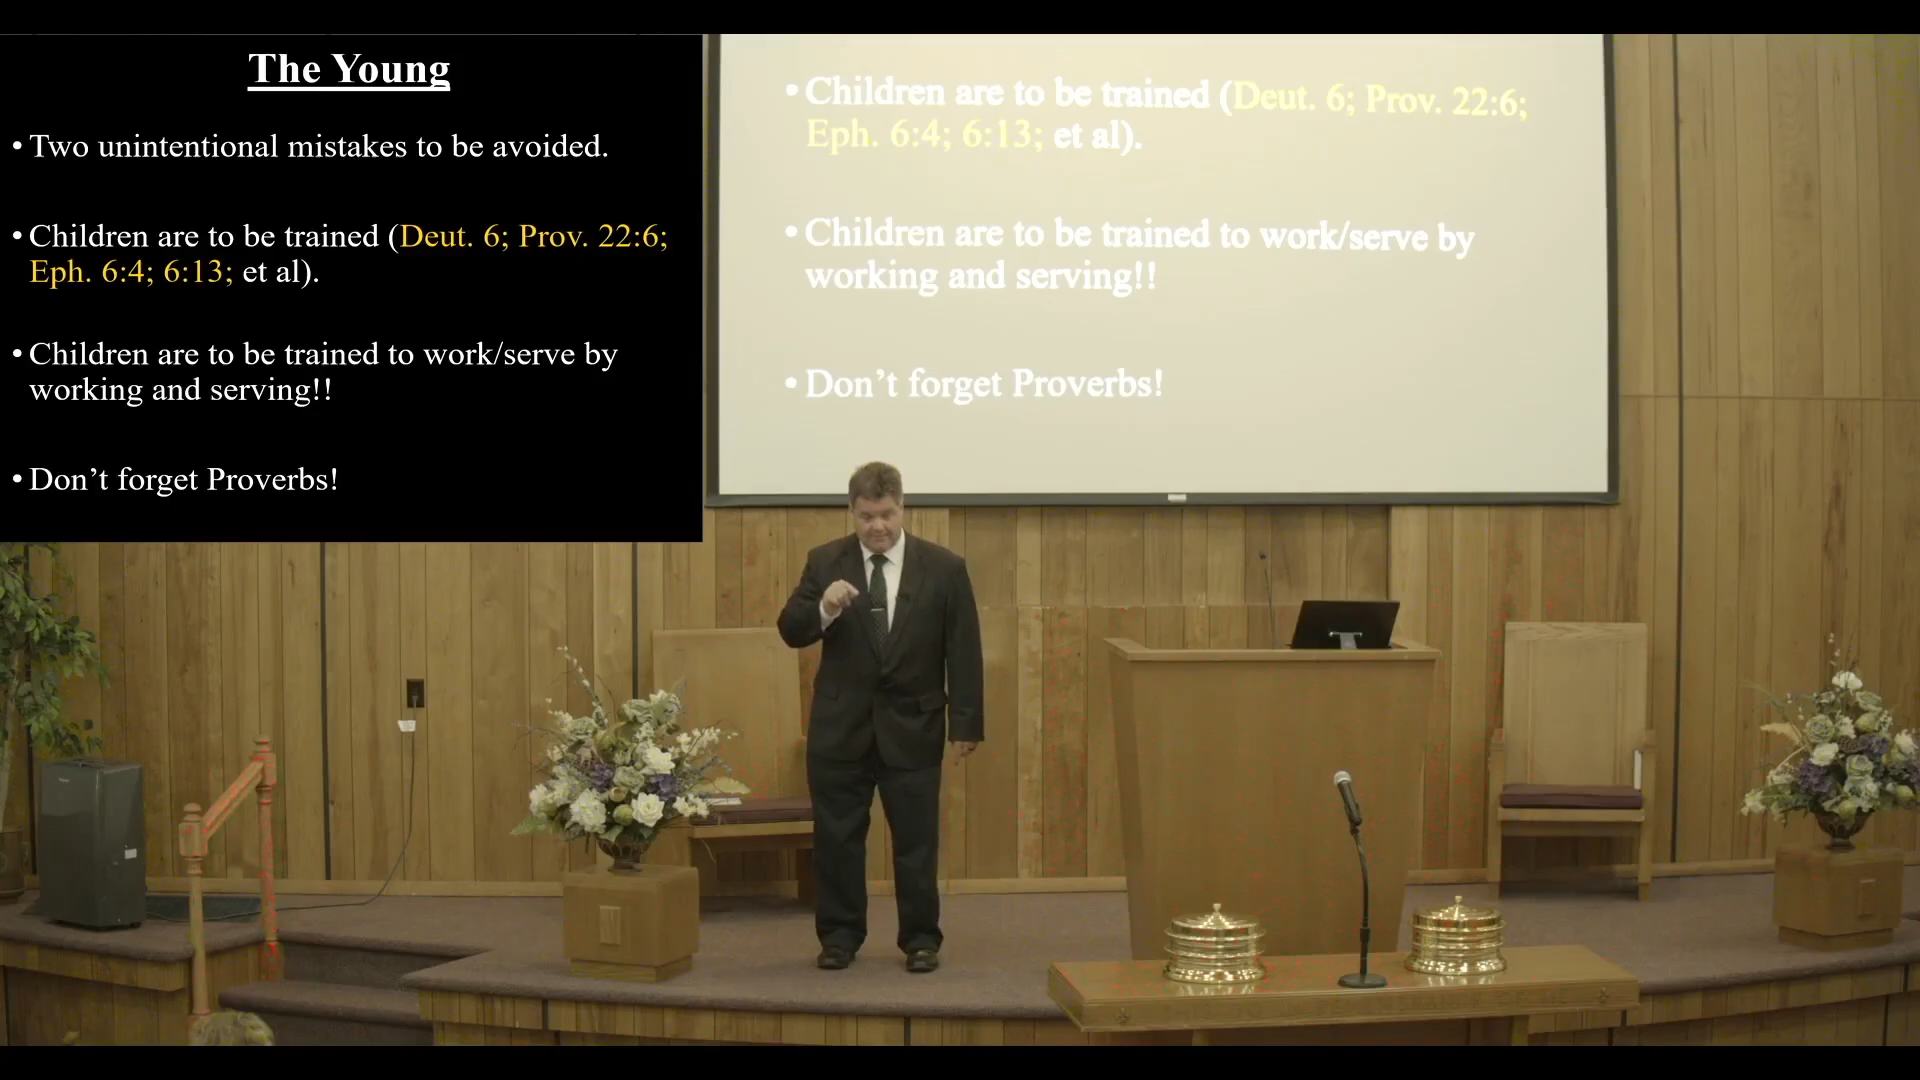 The Young
• Two unintentional mistakes to be avoided.
• Children are to be trained (Deut. 6; Prov. 22:6;
Eph. 6:4; 6:13; et al).
• Children are to be trained to work/serve by
working and serving!!
• Don’t forget Proverbs!
• Children are to be trained (Deut. 6; Prov. 22:6;
Eph. 6:4; 6:13; et al).
• Children are to be trained to work/serve by
working and serving!!
• Don’t forget Proverbs!